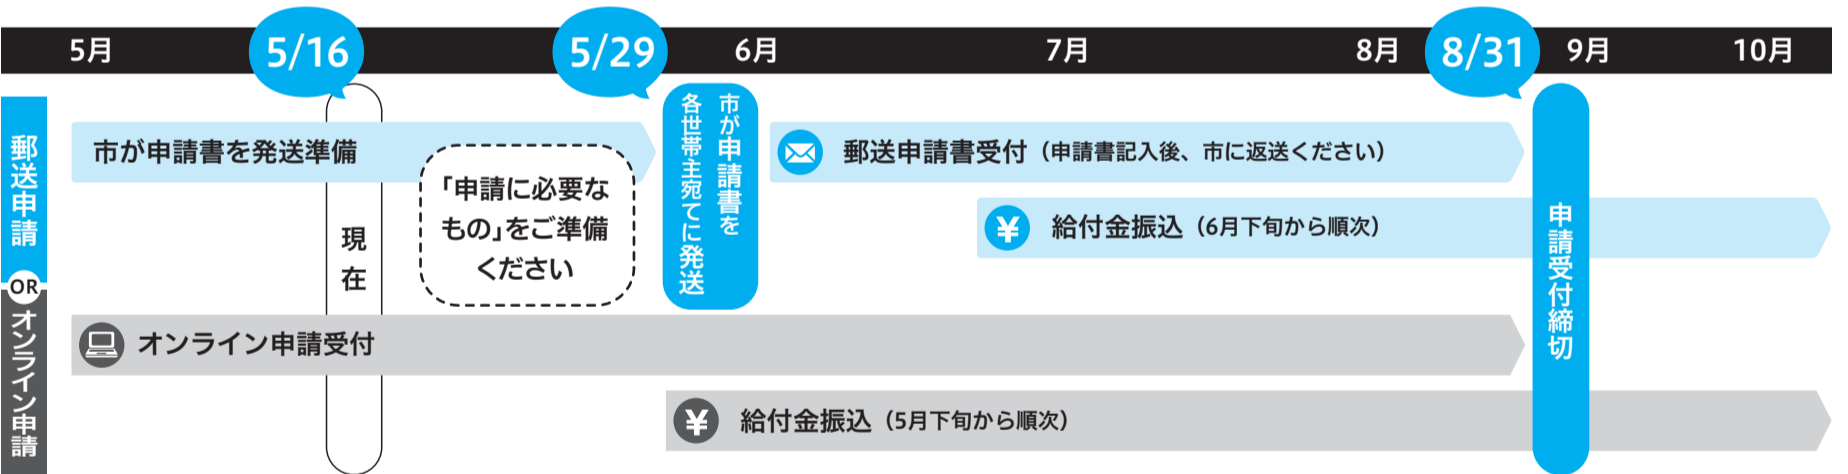 5月
5/16
5/29
6月
7月
8月
8/31
9月
10月
郵送申請
OR
オンライン申請
市が申請書を発送準備
現在
「申請に必要な
もの」をご準備
ください
市が申請書を
各世帯主宛てに発送
郵送申請書受付（申請書記入後、市に返送ください）
¥
給付金振込（6月下旬から順次）
オンライン申請受付
¥
給付金振込（5月下旬から順次）
申請受付締切